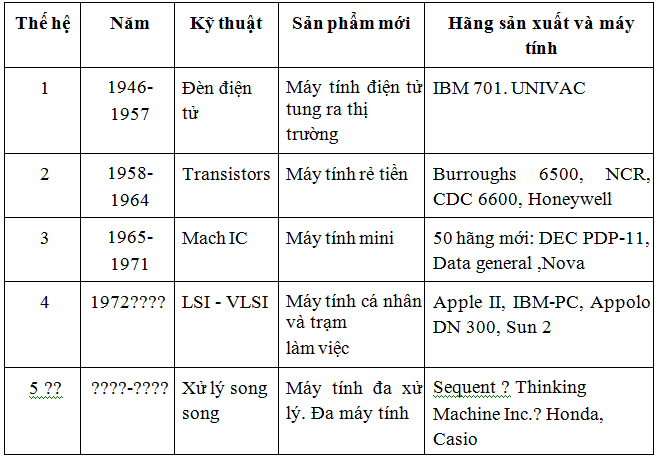 Thế hệ
Năm
Kỹ thuật
Sản phẩm mới
Hãng sản xuất và máy
tính
1
1946-
1957
Đèn điện
tử
Máy tính điện tử
tung ra thị
trường
IBM 701. UNIVAC
2
1958-
1964
Transistors
Máy tính rẻ tiền
Burroughs 6500, NCR,
CDC 6600, Honeywell
3
1965-
1971
Mach IC
Máy tính mini
50 hãng mới: DEC PDP-11,
Data general ,Nova
4
1972????
LSI - VLSI
Máy tính cá nhân
và trạm
làm việc
Apple II, IBM-PC, Appolo
DN 300, Sun 2
5 ??
????-????
Xử lý song
song
Máy tính đa xử
lý. Đa máy tính
Sequent ? Thinking
Machine Inc.? Honda,
Casio